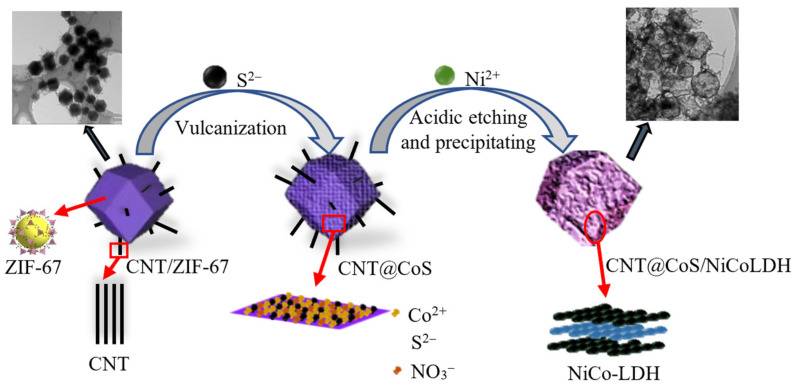 S²⁻
Vulcanization
Ni²⁺
Acidic etching
and precipitating
ZIF-67
CNT/ZIF-67
CNT
CNT@CoS
Co²⁺
S²⁻
NO₃⁻
CNT@CoS/NiCoLDH
NiCo-LDH